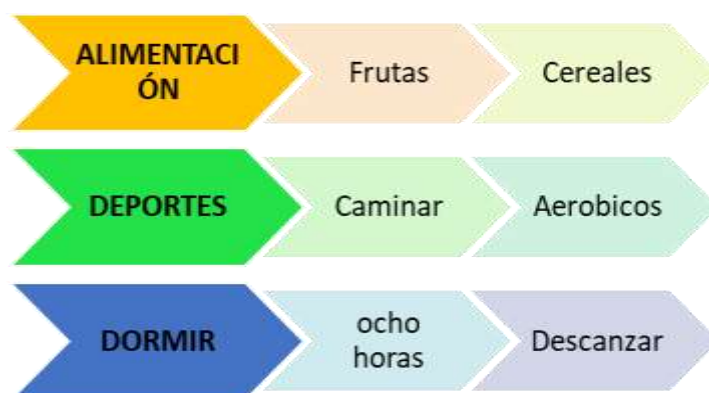 ALIMENTACI
ÓN
Frutas
Cereales
DEPORTES
Caminar
Aerobicos
DORMIR
ocho
horas
Descanzar